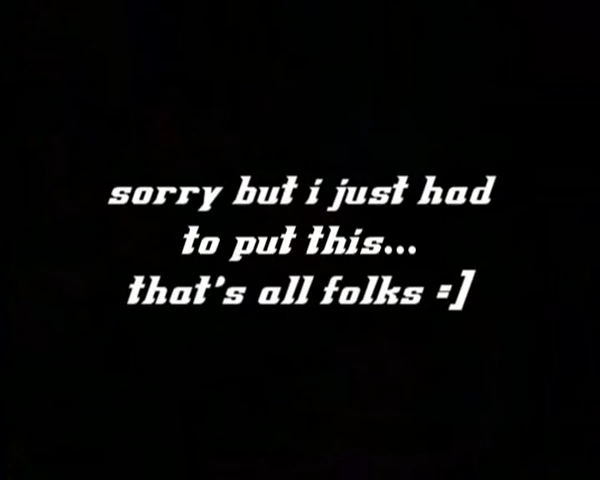 sorry but i just had
to put this...
that's all folks =]